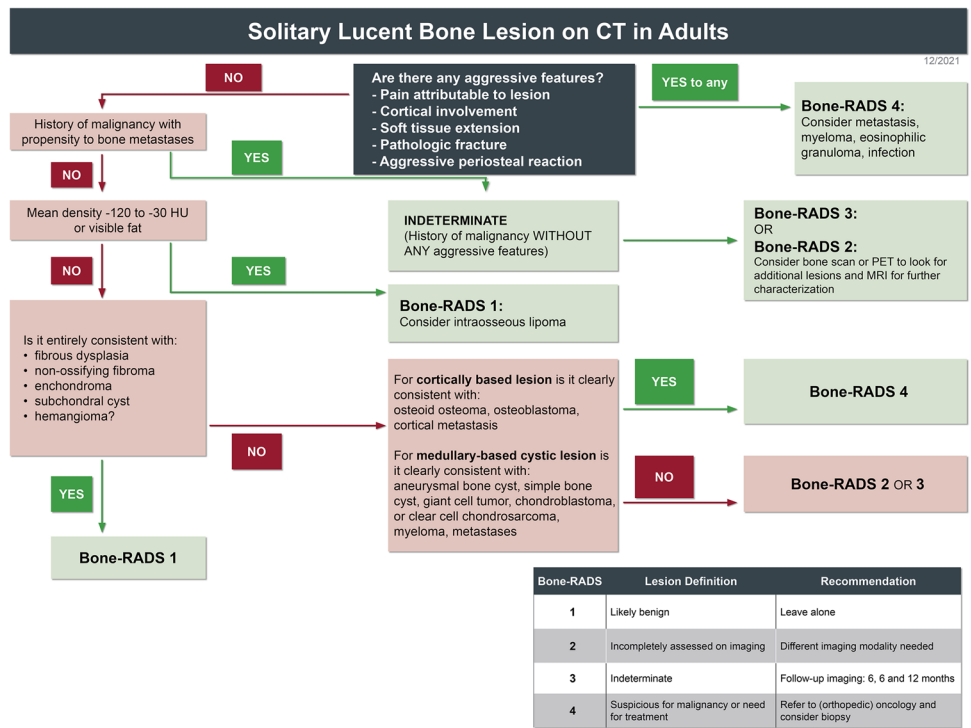 Solitary Lucent Bone Lesion on CT in Adults
12/2021
NO
Are there any aggressive features?
- Pain attributable to lesion
- Cortical involvement
- Soft tissue extension
- Pathologic fracture
- Aggressive periosteal reaction
YES to any
Bone-RADS 4:
Consider metastasis,
myeloma, eosinophilic
granuloma, infection
History of malignancy with
propensity to bone metastases
YES
NO
Mean density -120 to -30 HU
or visible fat
INDETERMINATE
(History of malignancy WITHOUT
ANY aggressive features)
Bone-RADS 3:
OR
Bone-RADS 2:
Consider bone scan or PET to look for
additional lesions and MRI for further
characterization
NO
YES
Bone-RADS 1:
Consider intraosseous lipoma
Is it entirely consistent with:
• fibrous dysplasia
• non-ossifying fibroma
• enchondroma
• subchondral cyst
• hemangioma?
NO
For cortically based lesion is it clearly
consistent with:
osteoid osteoma, osteoblastoma,
cortical metastasis
For medullary-based cystic lesion is
it clearly consistent with:
aneurysmal bone cyst, simple bone
cyst, giant cell tumor, chondroblastoma,
or clear cell chondrosarcoma,
myeloma, metastases
YES
Bone-RADS 4
NO
Bone-RADS 2 OR 3
YES
Bone-RADS 1
Bone-RADS Lesion Definition Recommendation
1 Likely benign Leave alone
2 Incompletely assessed on imaging Different imaging modality needed
3 Indeterminate Follow-up imaging: 6, 6 and 12 months
4 Suspicious for malignancy or need
for treatment
Refer to (orthopedic) oncology and
consider biopsy